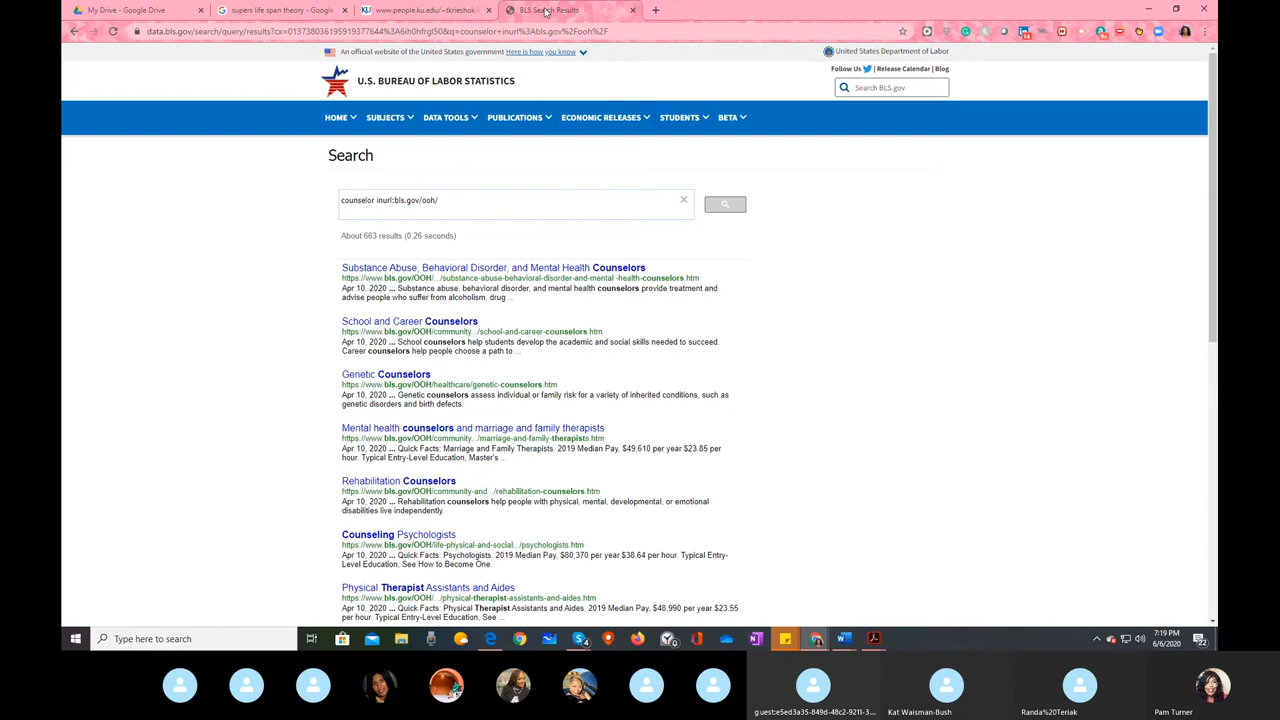 My Drive - Google Drive
supers life span theory - Google
www.people.ku.edu/~tkrieshok/
BLS Search Results
data.bls.gov/search/query/results?cx=013738036195919377644%3A6ih0hfrgl50&q=counselor+inurl%3Abls.gov%2Fooh%2F
An official website of the United States government Here is how you know
United States Department of Labor
Follow Us | Release Calendar | Blog
U.S. BUREAU OF LABOR STATISTICS
Search BLS.gov
HOME SUBJECTS DATA TOOLS PUBLICATIONS ECONOMIC RELEASES STUDENTS BETA
Search
counselor inurl:bls.gov/ooh/
About 663 results (0.26 seconds)
Substance Abuse, Behavioral Disorder, and Mental Health Counselors
https://www.bls.gov/OOH/.../substance-abuse-behavioral-disorder-and-mental -health-counselors.htm
Apr 10, 2020 ... Substance abuse, behavioral disorder, and mental health counselors provide treatment and
advise people who suffer from alcoholism, drug ...
School and Career Counselors
https://www.bls.gov/OOH/community.../school-and-career-counselors.htm
Apr 10, 2020 ... School counselors help students develop the academic and social skills needed to succeed.
Career counselors help people choose a path to ...
Genetic Counselors
https://www.bls.gov/OOH/healthcare/genetic-counselors.htm
Apr 10, 2020 ... Genetic counselors assess individual or family risk for a variety of inherited conditions, such as
genetic disorders and birth defects.
Mental health counselors and marriage and family therapists
https://www.bls.gov/OOH/community.../marriage-and-family-therapists.htm
Apr 10, 2020 ... Quick Facts: Marriage and Family Therapists. 2019 Median Pay, $49,610 per year $23.85 per
hour. Typical Entry-Level Education, Master's ...
Rehabilitation Counselors
https://www.bls.gov/OOH/community-and.../rehabilitation-counselors.htm
Apr 10, 2020 ... Rehabilitation counselors help people with physical, mental, developmental, or emotional
disabilities live independently.
Counseling Psychologists
https://www.bls.gov/OOH/life-physical-and-social.../psychologists.htm
Apr 10, 2020 ... Quick Facts: Psychologists. 2019 Median Pay, $80,370 per year $38.64 per hour. Typical Entry-
Level Education, See How to Become One.
Physical Therapist Assistants and Aides
https://www.bls.gov/OOH/.../physical-therapist-assistants-and-aides.htm
Apr 10, 2020 ... Quick Facts: Physical Therapist Assistants and Aides. 2019 Median Pay, $48,990 per year $23.55
per hour. Typical Entry-Level Education, See ...
Type here to search
7:19 PM
6/6/2020
guest:e5ed3a35-849d-48c2-9211-3...
Kat Waisman-Bush
Randa%20Teriak
Pam Turner